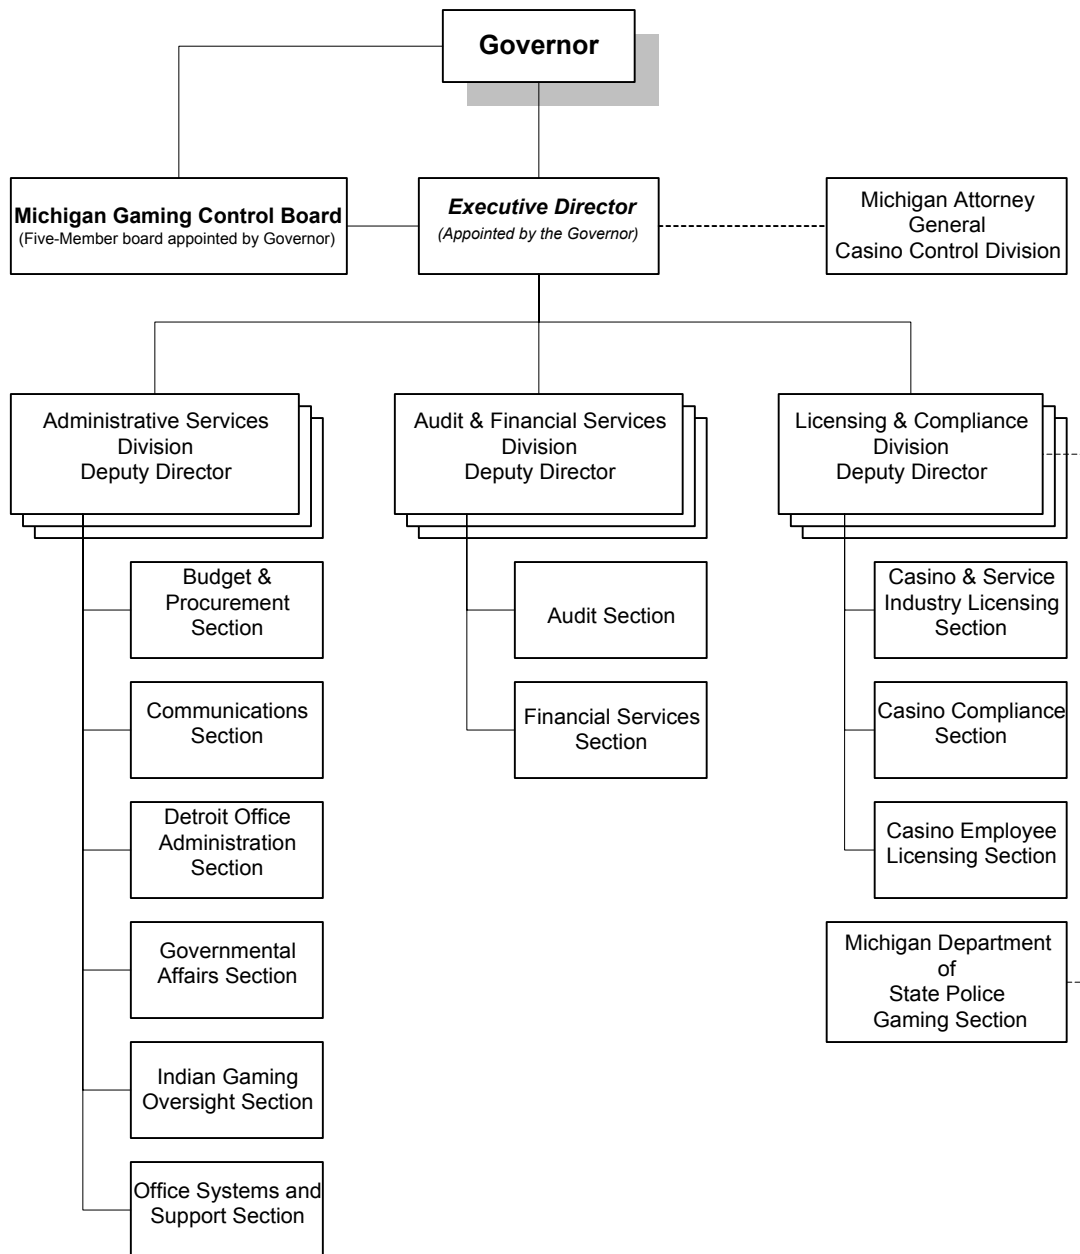 Governor
Michigan Gaming Control Board
(Five-Member board appointed by Governor)
Executive Director
(Appointed by the Governor)
Michigan Attorney
General
Casino Control Division
Administrative Services
Division
Deputy Director
Audit & Financial Services
Division
Deputy Director
Licensing & Compliance
Division
Deputy Director
Budget &
Procurement
Section
Communications
Section
Detroit Office
Administration
Section
Governmental
Affairs Section
Indian Gaming
Oversight Section
Office Systems and
Support Section
Audit Section
Financial Services
Section
Casino & Service
Industry Licensing
Section
Casino Compliance
Section
Casino Employee
Licensing Section
Michigan Department
of
State Police
Gaming Section